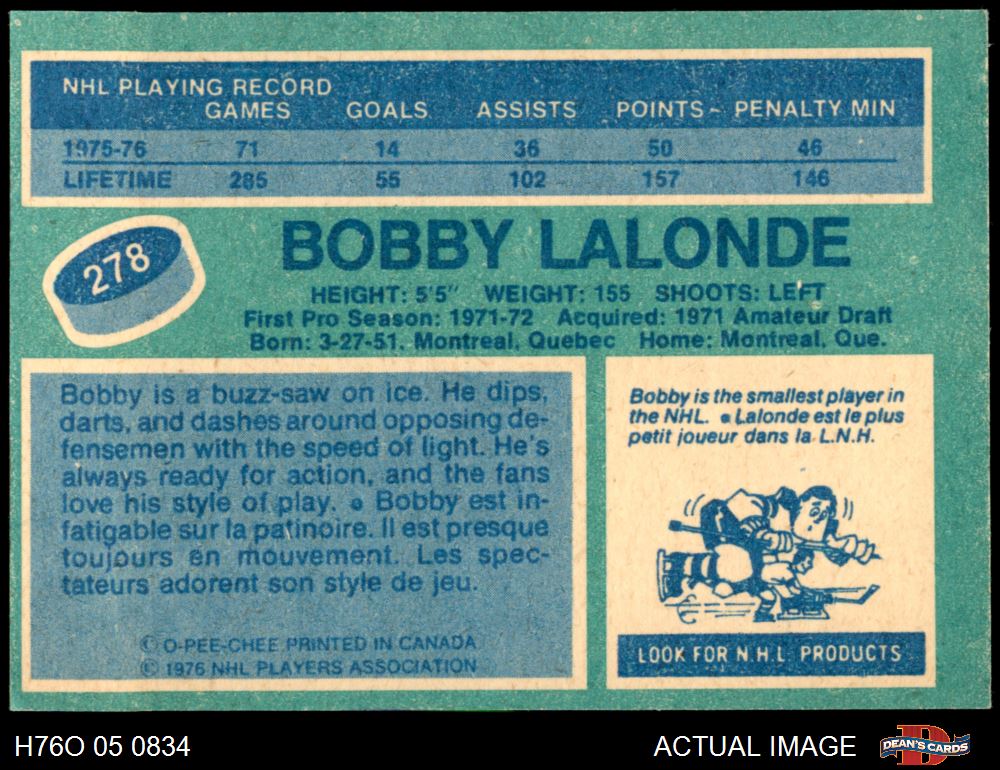 NHL PLAYING RECORD
GAMES GOALS ASSISTS POINTS - PENALTY MIN
1975-76 71 14 36 50 46
LIFETIME 285 55 102 157 146
278
BOBBY LALONDE
HEIGHT: 5'5" WEIGHT: 155 SHOOTS: LEFT
First Pro Season: 1971-72 Acquired: 1971 Amateur Draft
Born: 3-27-51. Montreal, Quebec Home: Montreal, Que.
Bobby is a buzz-saw on ice. He dips,
darts, and dashes around opposing de-
fensemen with the speed of light. He's
always ready for action, and the fans
love his style of play. • Bobby est in-
fatigable sur la patinoire. Il est presque
toujours en mouvement. Les spec-
tateurs adorent son style de jeu.
© O-PEE-CHEE PRINTED IN CANADA
© 1976 NHL PLAYERS ASSOCIATION
Bobby is the smallest player in
the NHL. • Lalonde est le plus
petit joueur dans la L.N.H.
LOOK FOR N.H.L PRODUCTS
H76O 05 0834
ACTUAL IMAGE
DEAN'S CARDS